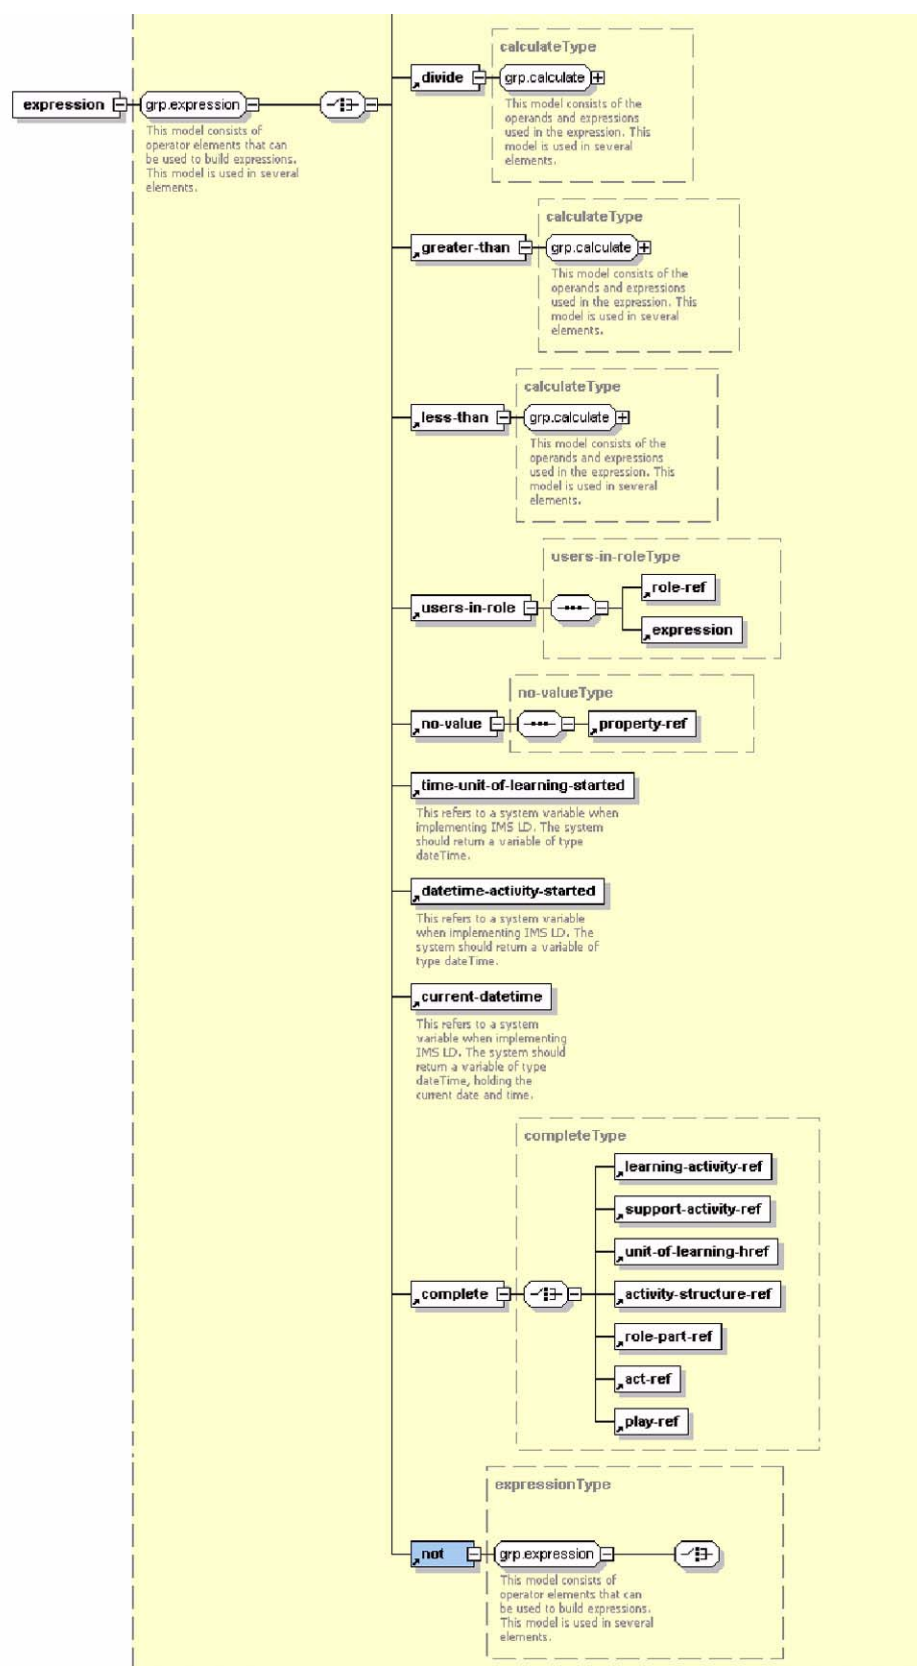 calculateType
divide
grp.calculate
This model consists of the
operands and expressions
used in the expression. This
model is used in several
elements.
expression
grp.expression
This model consists of
operator elements that can
be used to build expressions.
This model is used in several
elements.
calculateType
greater-than
grp.calculate
This model consists of the
operands and expressions
used in the expression. This
model is used in several
elements.
calculateType
less-than
grp.calculate
This model consists of the
operands and expressions
used in the expression. This
model is used in several
elements.
users-in-roleType
users-in-role
role-ref
expression
no-valueType
no-value
property-ref
time-unit-of-learning-started
This refers to a system variable when
implementing IMS LD. The system
should return a variable of type
dateTime.
datetime-activity-started
This refers to a system variable
when implementing IMS LD. The
system should return a variable of
type dateTime.
current-datetime
This refers to a system
variable when implementing
IMS LD. The system should
return a variable of type
dateTime, holding the
current date and time.
completeType
complete
learning-activity-ref
support-activity-ref
unit-of-learning-href
activity-structure-ref
role-part-ref
act-ref
play-ref
expressionType
not
grp.expression
This model consists of
operator elements that can
be used to build expressions.
This model is used in several
elements.